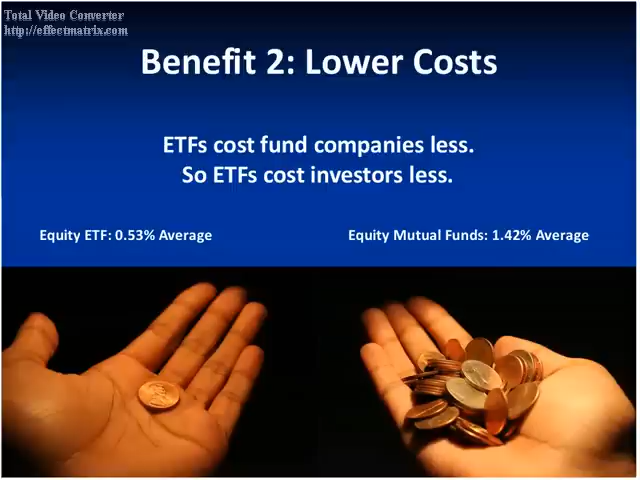 Total Video Converter
http://effectmatrix.com
Benefit 2: Lower Costs
ETFs cost fund companies less.
So ETFs cost investors less.
Equity ETF: 0.53% Average
Equity Mutual Funds: 1.42% Average